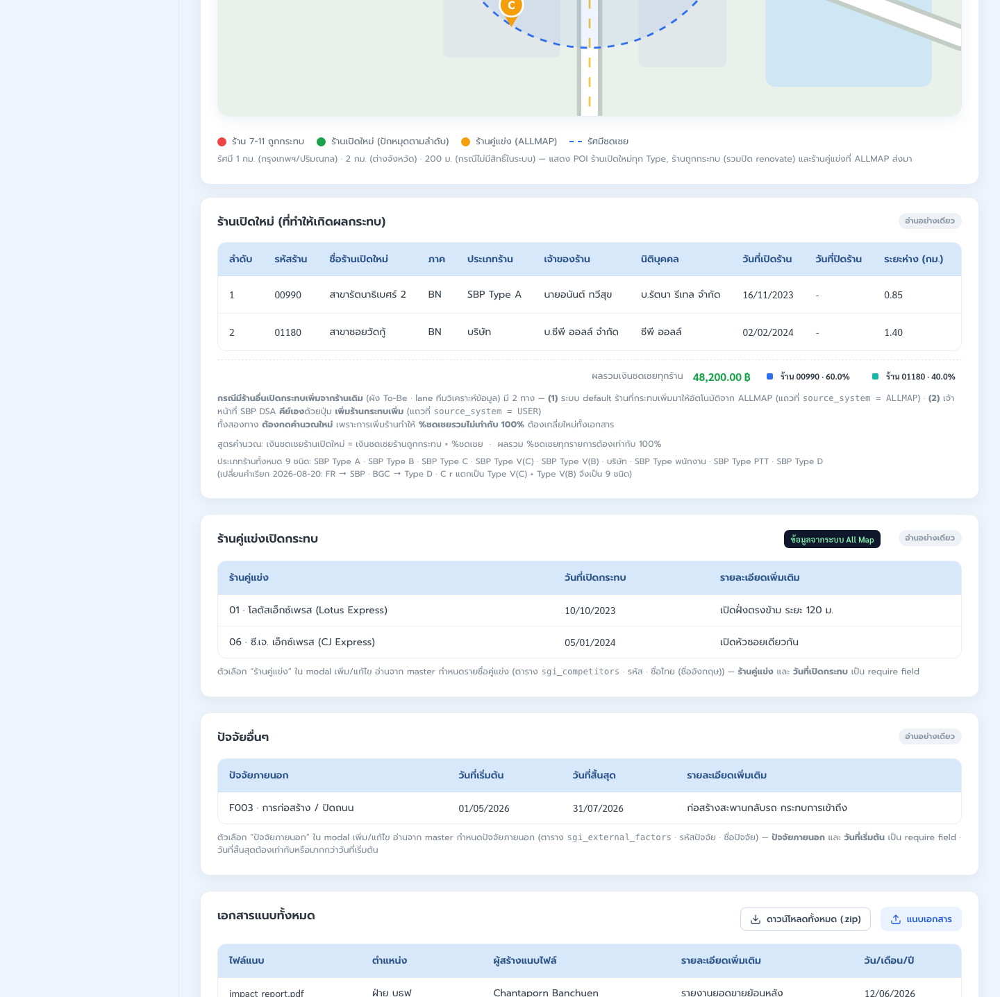 C
ร้าน 7-11 ถูกกระทบ ร้านเปิดใหม่ (ปักหมุดตามลำดับ) ร้านคู่แข่ง (ALLMAP) รัศมีชดเชย
รัศมี 1 กม. (กรุงเทพฯ/ปริมณฑล) · 2 กม. (ต่างจังหวัด) · 200 ม. (กรณีไม่มีสิทธิ์ในระบบ) — แสดง POI ร้านเปิดใหม่ทุก Type, ร้านถูกกระทบ (รวมปิด renovate) และร้านคู่แข่งที่ ALLMAP ส่งมา
ร้านเปิดใหม่ (ที่ทำให้เกิดผลกระทบ) อ่านอย่างเดียว
ลำดับ รหัสร้าน ชื่อร้านเปิดใหม่ ภาค ประเภทร้าน เจ้าของร้าน นิติบุคคล วันที่เปิดร้าน วันที่ปิดร้าน ระยะห่าง (กม.)
1 00990 สาขารัตนาธิเบศร์ 2 BN SBP Type A นายอนันต์ ทวีสุข บ.รัตนา รีเทล จำกัด 16/11/2023 - 0.85
2 01180 สาขาซอยวัดกู้ BN บริษัท บ.ซีพี ออลล์ จำกัด ซีพี ออลล์ 02/02/2024 - 1.40
ผลรวมเงินชดเชยทุกร้าน 48,200.00 ฿ ร้าน 00990 · 60.0% ร้าน 01180 · 40.0%
กรณีมีร้านอื่นเปิดกระทบเพิ่มจากร้านเดิม (ผัง To-Be · lane ทีมวิเคราะห์ข้อมูล) มี 2 ทาง — (1) ระบบ default ร้านที่กระทบเพิ่มมาให้อัตโนมัติจาก ALLMAP (แถวที่ source_system = ALLMAP) · (2) เจ้า
หน้าที่ SBP DSA คีย์เองด้วยปุ่ม เพิ่มร้านกระทบเพิ่ม (แถวที่ source_system = USER)
ทั้งสองทาง ต้องกดคำนวณใหม่ เพราะการเพิ่มร้านทำให้ %ชดเชยรวมไม่เท่ากับ 100% ต้องเกลี่ยใหม่ทั้งเอกสาร
สูตรคำนวณ: เงินชดเชยร้านเปิดใหม่ = เงินชดเชยร้านถูกกระทบ × %ชดเชย · ผลรวม %ชดเชยทุกรายการต้องเท่ากับ 100%
ประเภทร้านทั้งหมด 9 ชนิด: SBP Type A · SBP Type B · SBP Type C · SBP Type V(C) · SBP Type V(B) · บริษัท · SBP Type พนักงาน · SBP Type PTT · SBP Type D
(เปลี่ยนคำเรียก 2026-08-20: FR → SBP · BGC → Type D · C r แตกเป็น Type V(C) + Type V(B) จึงเป็น 9 ชนิด)
ร้านคู่แข่งเปิดกระทบ ข้อมูลจากระบบ All Map อ่านอย่างเดียว
ร้านคู่แข่ง วันที่เปิดกระทบ รายละเอียดเพิ่มเติม
01 · โลตัสเอ็กซ์เพรส (Lotus Express) 10/10/2023 เปิดฝั่งตรงข้าม ระยะ 120 ม.
06 · ซี.เจ. เอ็กซ์เพรส (CJ Express) 05/01/2024 เปิดหัวซอยเดียวกัน
ตัวเลือก “ร้านคู่แข่ง” ใน modal เพิ่ม/แก้ไข อ่านจาก master กำหนดรายชื่อคู่แข่ง (ตาราง sgi_competitors · รหัส · ชื่อไทย (ชื่ออังกฤษ)) — ร้านคู่แข่ง และ วันที่เปิดกระทบ เป็น require field
ปัจจัยอื่นๆ อ่านอย่างเดียว
ปัจจัยภายนอก วันที่เริ่มต้น วันที่สิ้นสุด รายละเอียดเพิ่มเติม
F003 · การก่อสร้าง / ปิดถนน 01/05/2026 31/07/2026 ก่อสร้างสะพานกลับรถ กระทบการเข้าถึง
ตัวเลือก “ปัจจัยภายนอก” ใน modal เพิ่ม/แก้ไข อ่านจาก master กำหนดปัจจัยภายนอก (ตาราง sgi_external_factors · รหัสปัจจัย · ชื่อปัจจัย) — ปัจจัยภายนอก และ วันที่เริ่มต้น เป็น require field ·
วันที่สิ้นสุดต้องเท่ากับหรือมากกว่าวันที่เริ่มต้น
เอกสารแนบทั้งหมด ดาวน์โหลดทั้งหมด (.zip) แนบเอกสาร
ไฟล์แนบ ตำแหน่ง ผู้สร้างแนบไฟล์ รายละเอียดเพิ่มเติม วัน/เดือน/ปี
impact report.pdf ฝ่าย บธฟ Chantaporn Banchuen รายงานยอดขายย้อนหลัง 12/06/2026